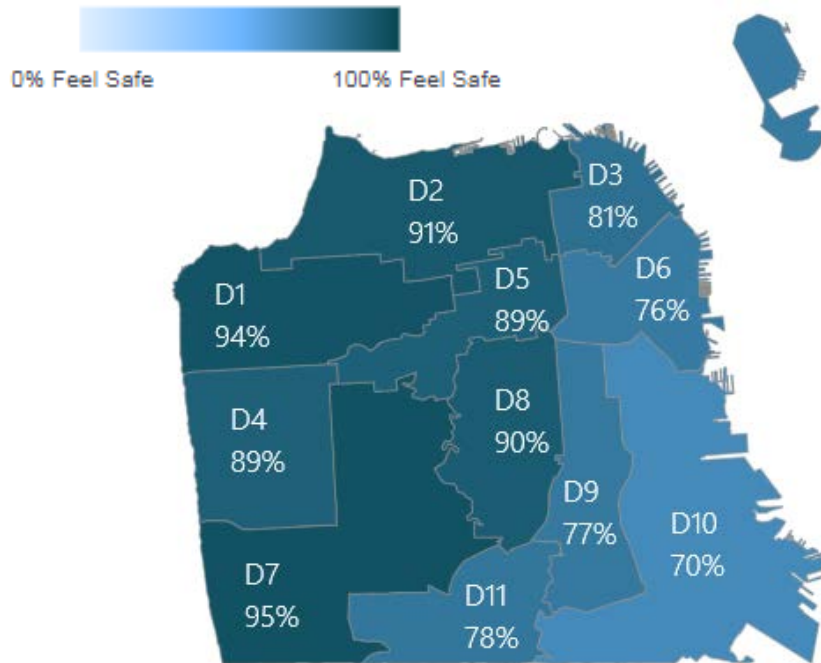 0% Feel Safe
100% Feel Safe
D2
91%
D3
81%
D1
94%
D5
89%
D6
76%
D4
89%
D8
90%
D9
77%
D10
70%
D7
95%
D11
78%